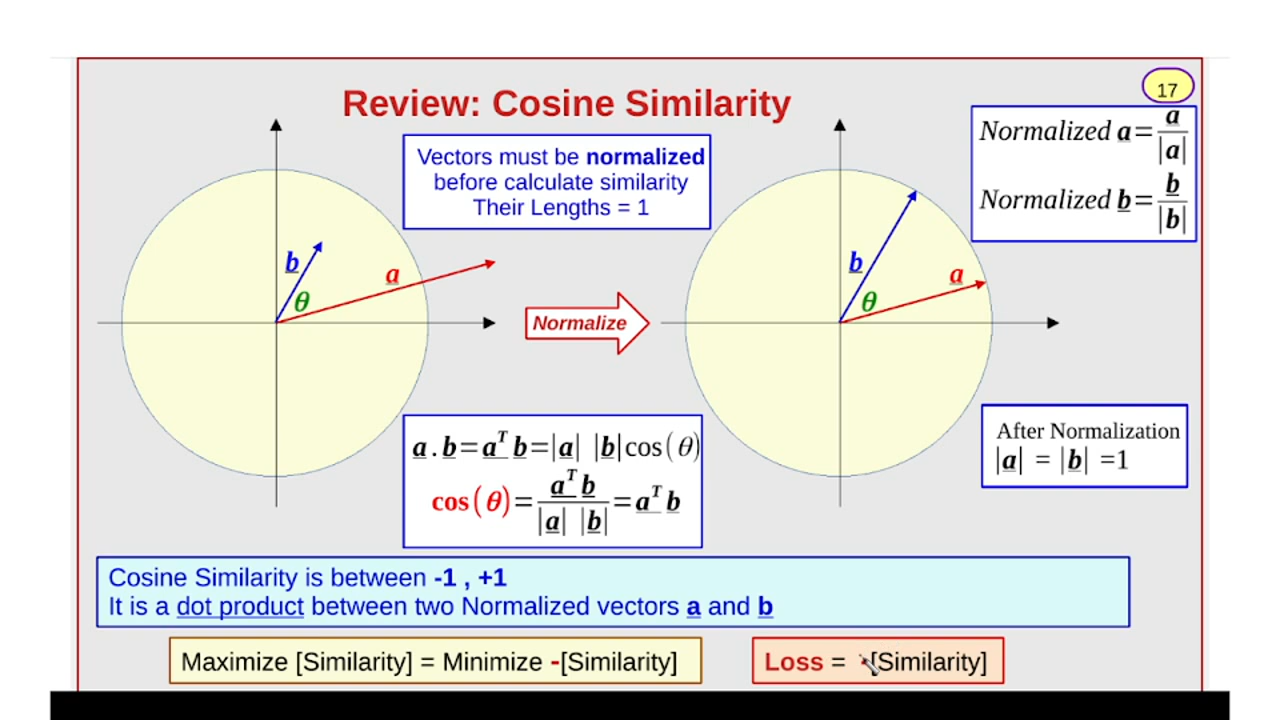 17
Review: Cosine Similarity
Vectors must be normalized
before calculate similarity
Their Lengths = 1
Normalized a = a / |a|
Normalized b = b / |b|
b
a
θ
Normalize
b
a
θ
a . b = a^T b = |a| |b| cos(θ)
cos(θ) = a^T b / |a| |b| = a^T b
After Normalization
|a| = |b| =1
Cosine Similarity is between -1 , +1
It is a dot product between two Normalized vectors a and b
Maximize [Similarity] = Minimize -[Similarity]
Loss = -[Similarity]